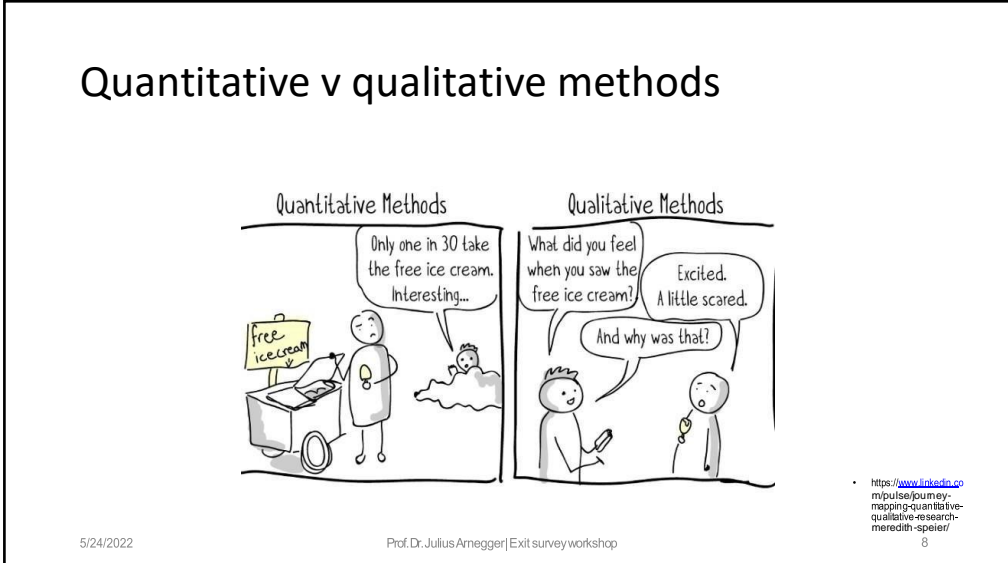 Quantitative v qualitative methods
Quantitative Methods
Only one in 30 take
the free ice cream.
Interesting...
free
icecream
Qualitative Methods
What did you feel
when you saw the
free ice cream?
Excited.
A little scared.
And why was that?
• https://www.linkedin.co
m/pulse/journey-
mapping-quantitative-
qualitative-research-
meredith-speier/
5/24/2022
Prof. Dr. Julius Arnegger| Exit survey workshop
8